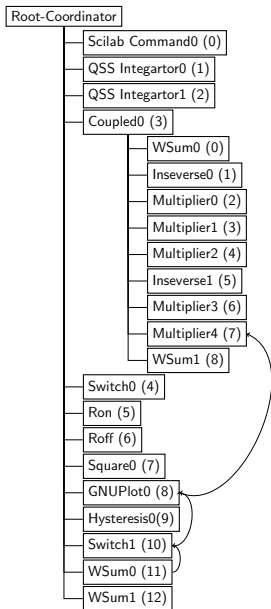 Root-Coordinator
Scilab Command0 (0)
QSS Integartor0 (1)
QSS Integartor1 (2)
Coupled0 (3)
WSum0 (0)
Inseverse0 (1)
Multiplier0 (2)
Multiplier1 (3)
Multiplier2 (4)
Inseverse1 (5)
Multiplier3 (6)
Multiplier4 (7)
WSum1 (8)
Switch0 (4)
Ron (5)
Roff (6)
Square0 (7)
GNUPlot0 (8)
Hysteresis0(9)
Switch1 (10)
WSum0 (11)
WSum1 (12)